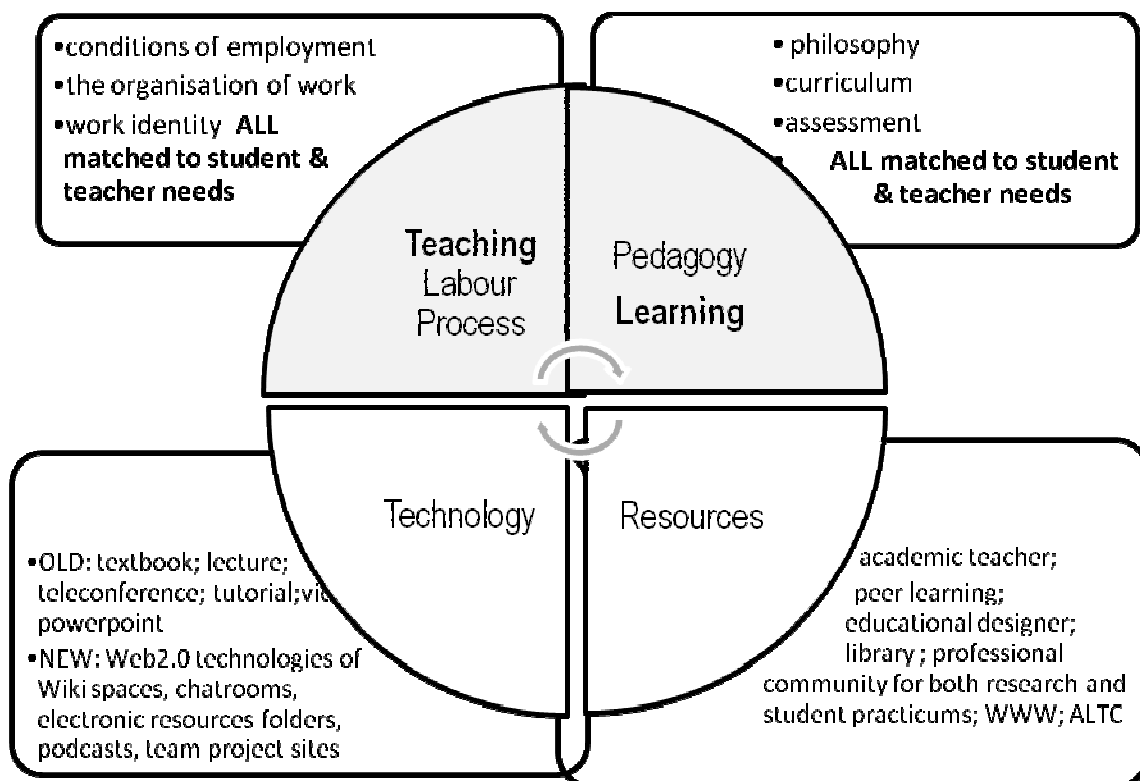 •conditions of employment
•the organisation of work
•work identity ALL
matched to student &
teacher needs
• philosophy
•curriculum
•assessment
• ALL matched to student
& teacher needs
Teaching
Labour
Process
Pedagogy
Learning
Technology
Resources
•OLD: textbook; lecture;
teleconference; tutorial;
powerpoint
•NEW: Web2.0 technologies of
Wiki spaces, chatrooms,
electronic resources folders,
podcasts, team project sites
academic teacher;
peer learning;
educational designer;
library ; professional
community for both research and
student practicums; WWW; ALTC